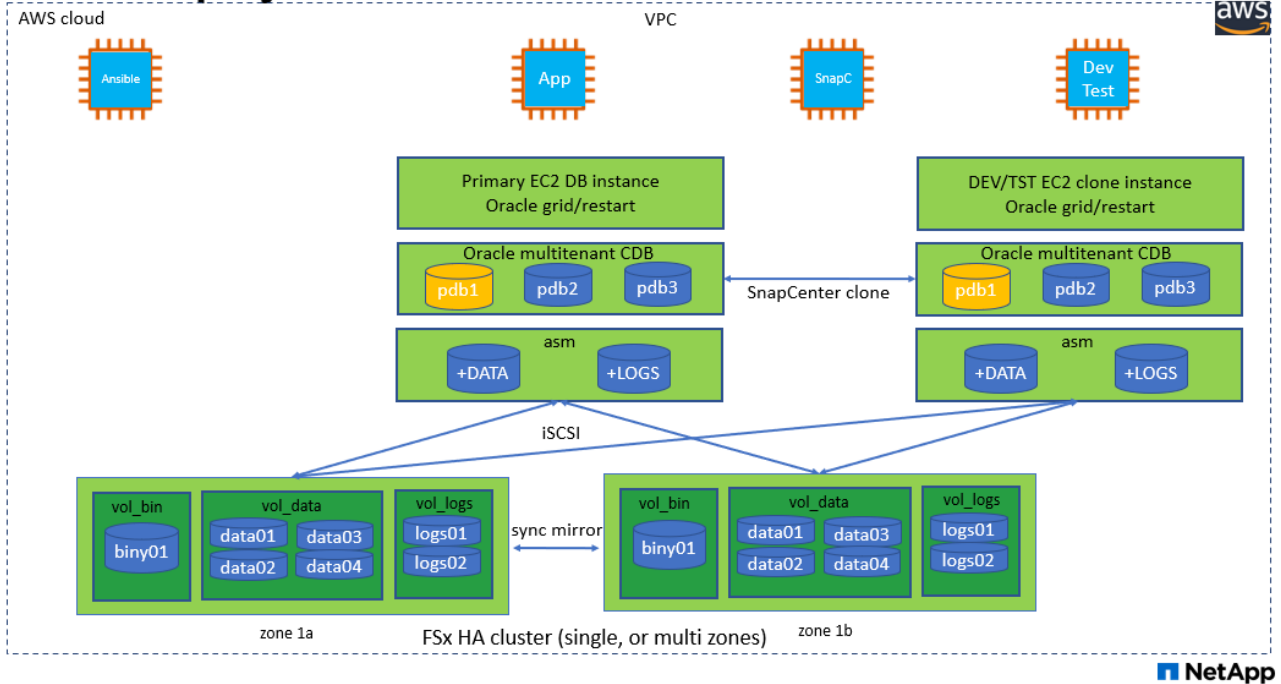 AWS cloud
VPC
aws
Ansible
App
SnapC
Dev
Test
Primary EC2 DB instance
Oracle grid/restart
DEV/TST EC2 clone instance
Oracle grid/restart
Oracle multitenant CDB
pdb1
pdb2
pdb3
SnapCenter clone
Oracle multitenant CDB
pdb1
pdb2
pdb3
asm
+DATA
+LOGS
asm
+DATA
+LOGS
iSCSI
vol_bin
biny01
vol_data
data01
data03
data02
data04
vol_logs
logs01
logs02
sync mirror
vol_bin
biny01
vol_data
data01
data03
data02
data04
vol_logs
logs01
logs02
zone 1a
FSx HA cluster (single, or multi zones)
zone 1b
NetApp